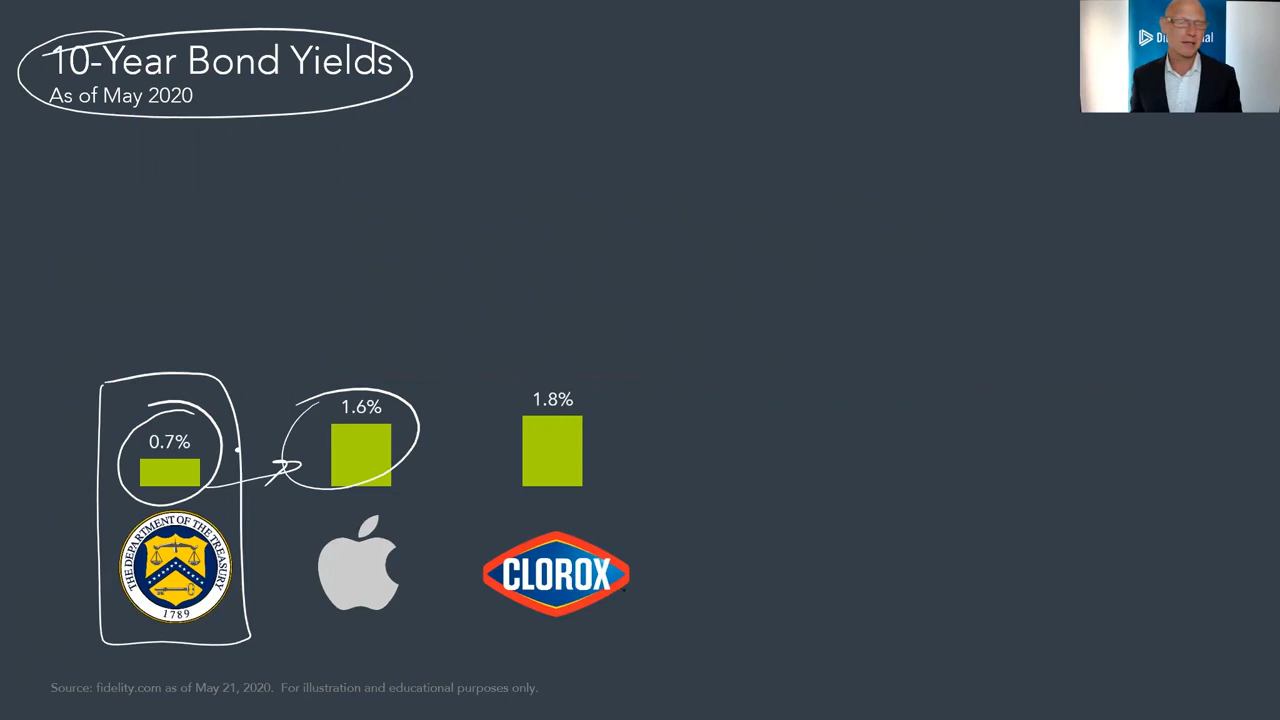 10-Year Bond Yields
As of May 2020
1.8%
1.6%
0.7%
THE DEPARTMENT OF THE TREASURY
1789
CLOROX
Source: fidelity.com as of May 21, 2020. For illustration and educational purposes only.